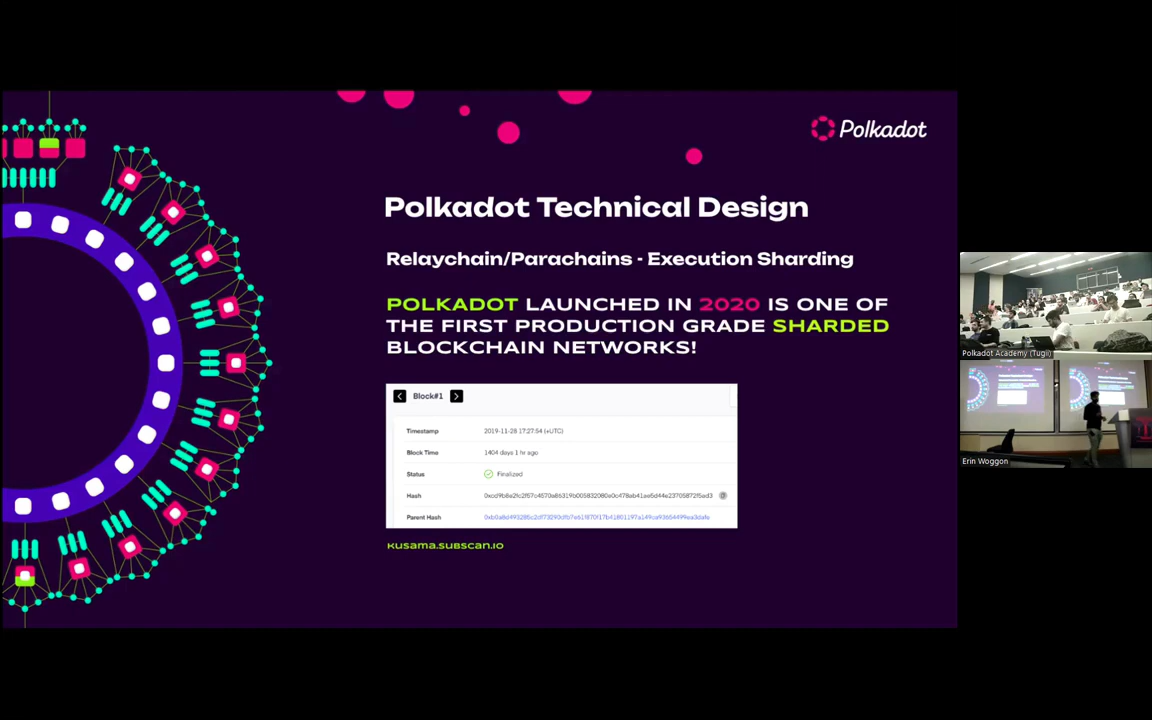 Polkadot
Polkadot Technical Design
Relaychain/Parachains - Execution Sharding
POLKADOT LAUNCHED IN 2020 IS ONE OF
THE FIRST PRODUCTION GRADE SHARDED
BLOCKCHAIN NETWORKS!
Block#1
Timestamp 2019-11-28 17:27:54 (+UTC)
Block Time 1404 days 1 hr ago
Status Finalized
Hash
Parent Hash
kusama.subscan.io
Polkadot Academy (Tugii)
Erin Woggon